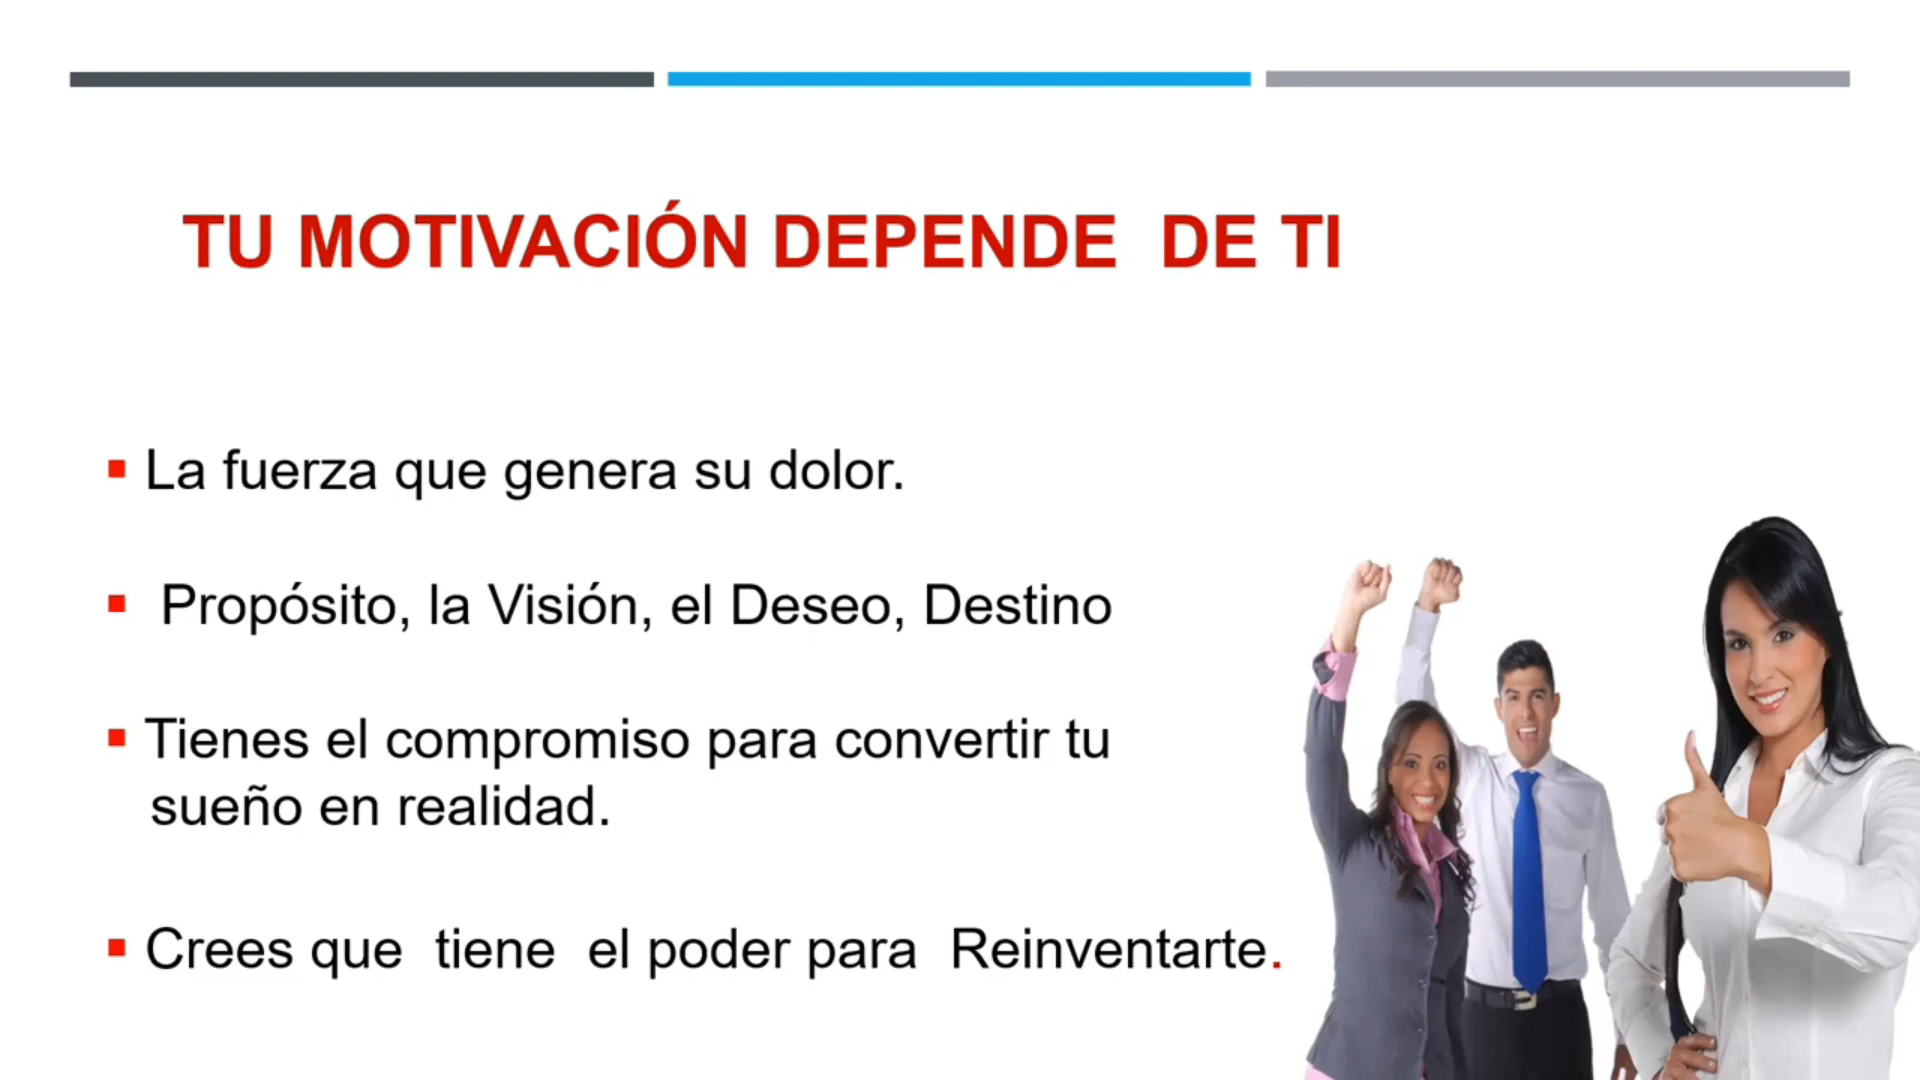 TU MOTIVACIÓN DEPENDE  DE TI
La fuerza que genera su dolor.
Propósito, la Visión, el Deseo, Destino
Tienes el compromiso para convertir tu
sueño en realidad.
Crees que  tiene  el poder para  Reinventarte.